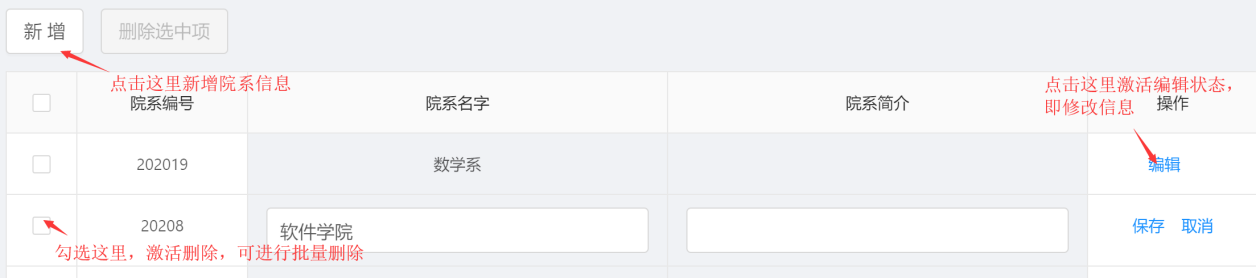 新 增
删除选中项
点击这里新增院系信息
点击这里激活编辑状态，
即修改信息
院系编号
院系名字
院系简介
操作
202019
数学系
编辑
20208
软件学院
保存
取消
勾选这里，激活删除，可进行批量删除